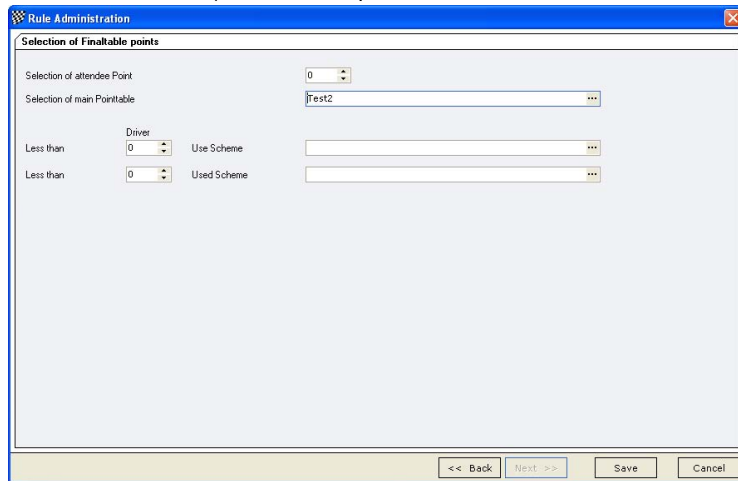 Rule Administration
Selection of Finaltable points
Selection of attendee Point 0
Selection of main Pointtable Test2 ...
Driver
Less than 0 Use Scheme ...
Less than 0 Used Scheme ...
<< Back Next >> Save Cancel